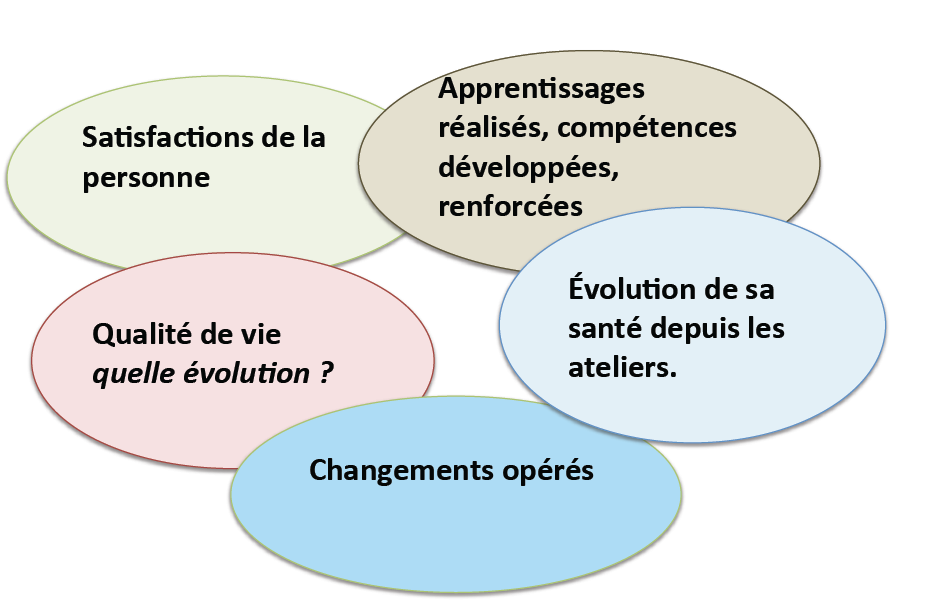 Satisfactions de la
personne
Apprentissages
réalisés, compétences
développées,
renforcées
Évolution de sa
santé depuis les
ateliers.
Qualité de vie
quelle évolution ?
Changements opérés